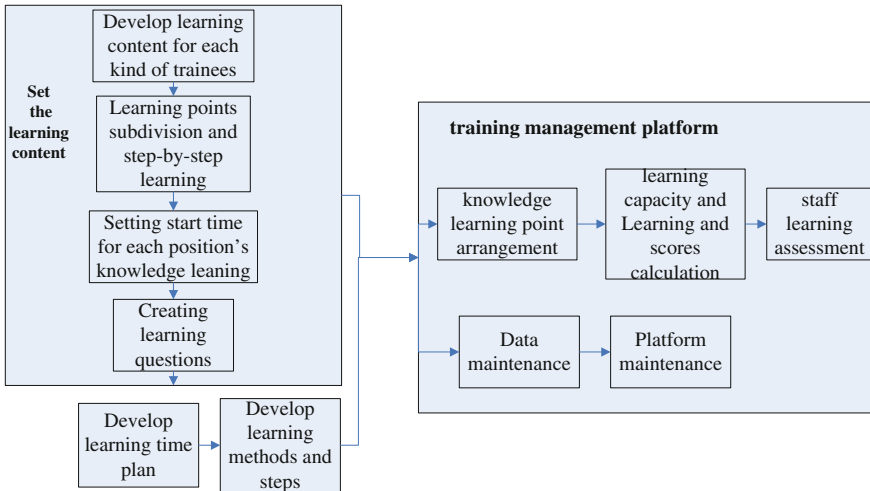 Set
the
learning
content
Develop learning
content for each
kind of trainees
Learning points
subdivision and
step-by-step
learning
Setting start time
for each position's
knowledge leaning
Creating
learning
questions
Develop
learning time
plan
Develop
learning
methods and
steps
training management platform
knowledge
learning point
arrangement
learning
capacity and
Learning and
scores
calculation
staff
learning
assessment
Data
maintenance
Platform
maintenance